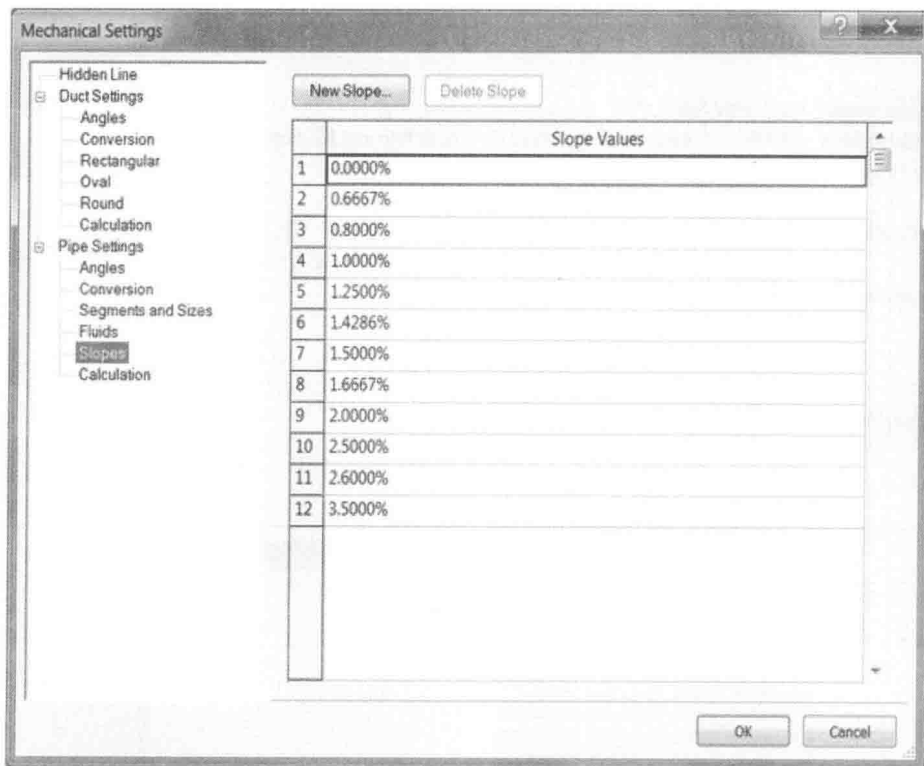 Mechanical Settings
Hidden Line
Duct Settings
Angles
Conversion
Rectangular
Oval
Round
Calculation
Pipe Settings
Angles
Conversion
Segments and Sizes
Fluids
Slopes
Calculation
New Slope...
Delete Slope
Slope Values
1 0.0000%
2 0.6667%
3 0.8000%
4 1.0000%
5 1.2500%
6 1.4286%
7 1.5000%
8 1.6667%
9 2.0000%
10 2.5000%
11 2.6000%
12 3.5000%
OK
Cancel